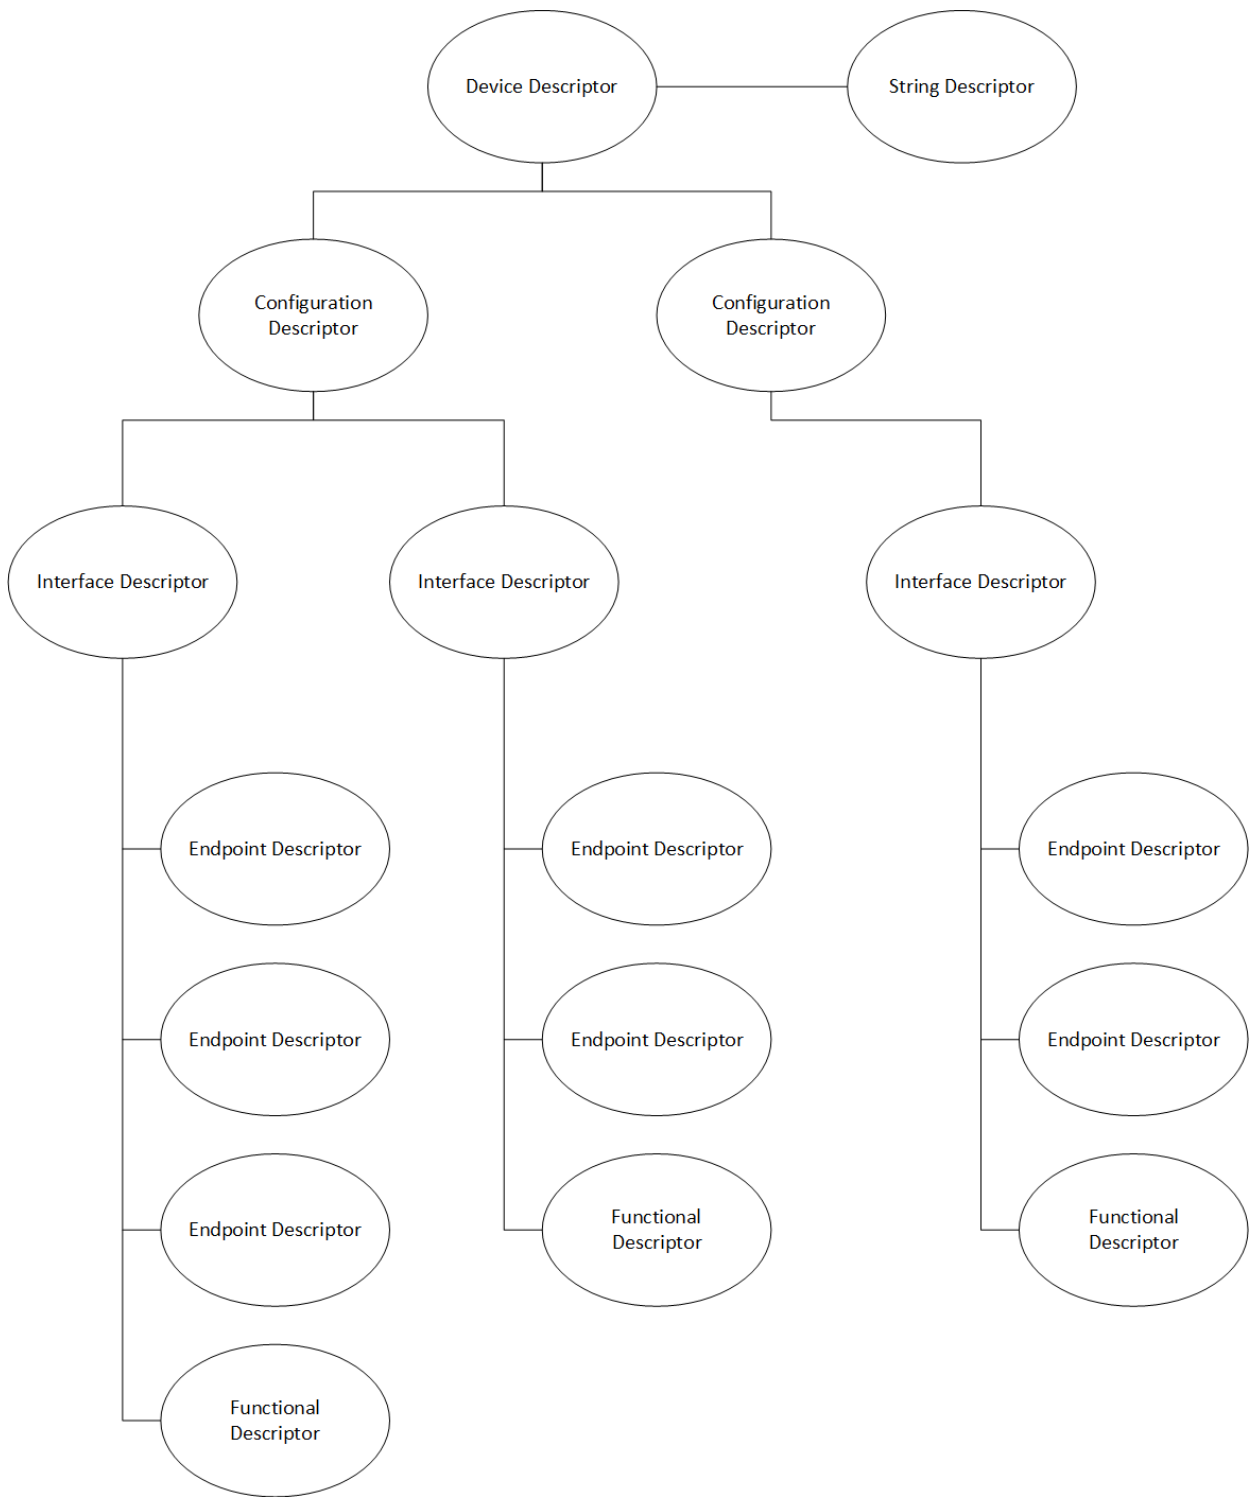 Device Descriptor
String Descriptor
Configuration
Descriptor
Configuration
Descriptor
Interface Descriptor
Interface Descriptor
Interface Descriptor
Endpoint Descriptor
Endpoint Descriptor
Endpoint Descriptor
Endpoint Descriptor
Endpoint Descriptor
Endpoint Descriptor
Endpoint Descriptor
Functional
Descriptor
Functional
Descriptor
Functional
Descriptor